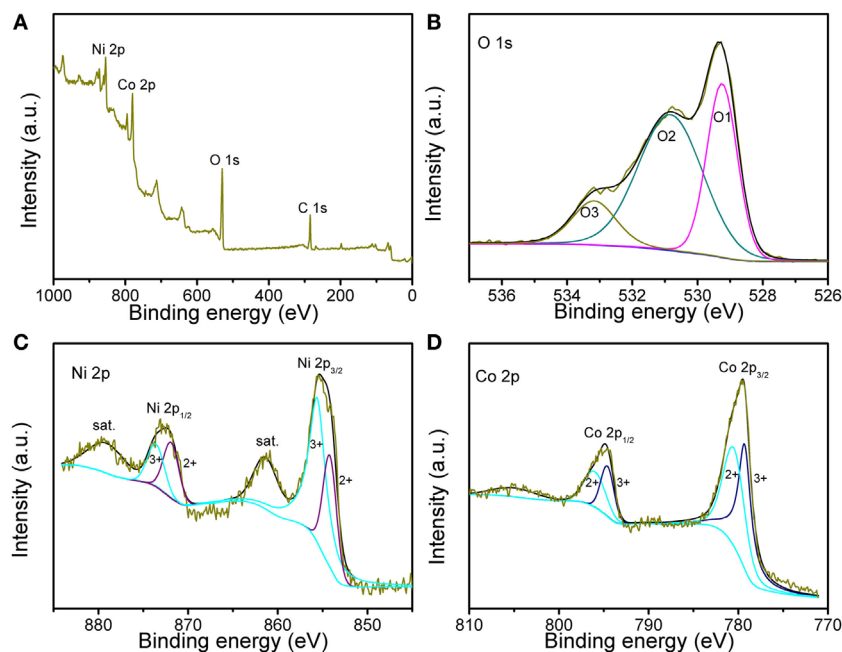 A
Intensity (a.u.)
Ni 2p
Co 2p
O 1s
C 1s
1000 800 600 400 200 0
Binding energy (eV)
B
Intensity (a.u.)
O 1s
O1
O2
O3
536 534 532 530 528 526
Binding energy (eV)
C
Intensity (a.u.)
Ni 2p
Ni 2p3/2
Ni 2p1/2
sat.
sat.
3+
2+
3+
2+
880 870 860 850
Binding energy (eV)
D
Intensity (a.u.)
Co 2p
Co 2p3/2
Co 2p1/2
2+
3+
2+
3+
810 800 790 780 770
Binding energy (eV)